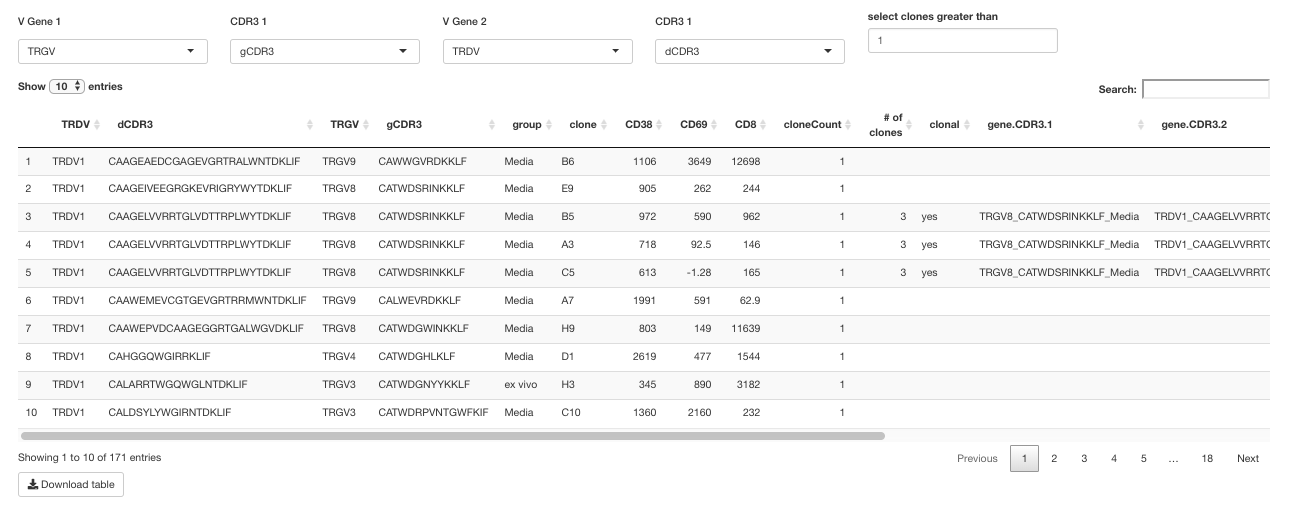 V Gene 1 CDR3 1 V Gene 2 CDR3 1 select clones greater than
TRGV gCDR3 TRDV dCDR3 1
Show 10 entries Search:
TRDV dCDR3 TRGV gCDR3 group clone CD38 CD69 CD8 cloneCount # of clones clonal gene.CDR3.1 gene.CDR3.2
1 TRDV1 CAAGEAEDCGAGEVGRTRALWNTDKLIF TRGV9 CAWWGVRDKKLF Media B6 1106 3649 12698 1
2 TRDV1 CAAGEIVEEGRGKEVRIGRYWYTDKLIF TRGV8 CATWDSRINKKLF Media E9 905 262 244 1
3 TRDV1 CAAGELVVRRTGLVDTTRPLWYTDKLIF TRGV8 CATWDSRINKKLF Media B5 972 590 962 1 3 yes TRGV8_CATWDSRINKKLF_Media TRDV1_CAAGELVVRRTG
4 TRDV1 CAAGELVVRRTGLVDTTRPLWYTDKLIF TRGV8 CATWDSRINKKLF Media A3 718 92.5 146 1 3 yes TRGV8_CATWDSRINKKLF_Media TRDV1_CAAGELVVRRTG
5 TRDV1 CAAGELVVRRTGLVDTTRPLWYTDKLIF TRGV8 CATWDSRINKKLF Media C5 613 -1.28 165 1 3 yes TRGV8_CATWDSRINKKLF_Media TRDV1_CAAGELVVRRTG
6 TRDV1 CAAWEMEVCGTGEVGRTRRMWNTDKLIF TRGV9 CALWEVRDKKLF Media A7 1991 591 62.9 1
7 TRDV1 CAAWEPVDCAAGEGGRTGALWGVDKLIF TRGV8 CATWDGWINKKLF Media H9 803 149 11639 1
8 TRDV1 CAHGGQWGIRRKLIF TRGV4 CATWDGHLKLF Media D1 2619 477 1544 1
9 TRDV1 CALARRTWGQWGLNTDKLIF TRGV3 CATWDGNYYKKLF ex vivo H3 345 890 3182 1
10 TRDV1 CALDSYLYWGIRNTDKLIF TRGV3 CATWDRPVNTGWFKIF Media C10 1360 2160 232 1
Showing 1 to 10 of 171 entries Previous 1 2 3 4 5 … 18 Next
Download table